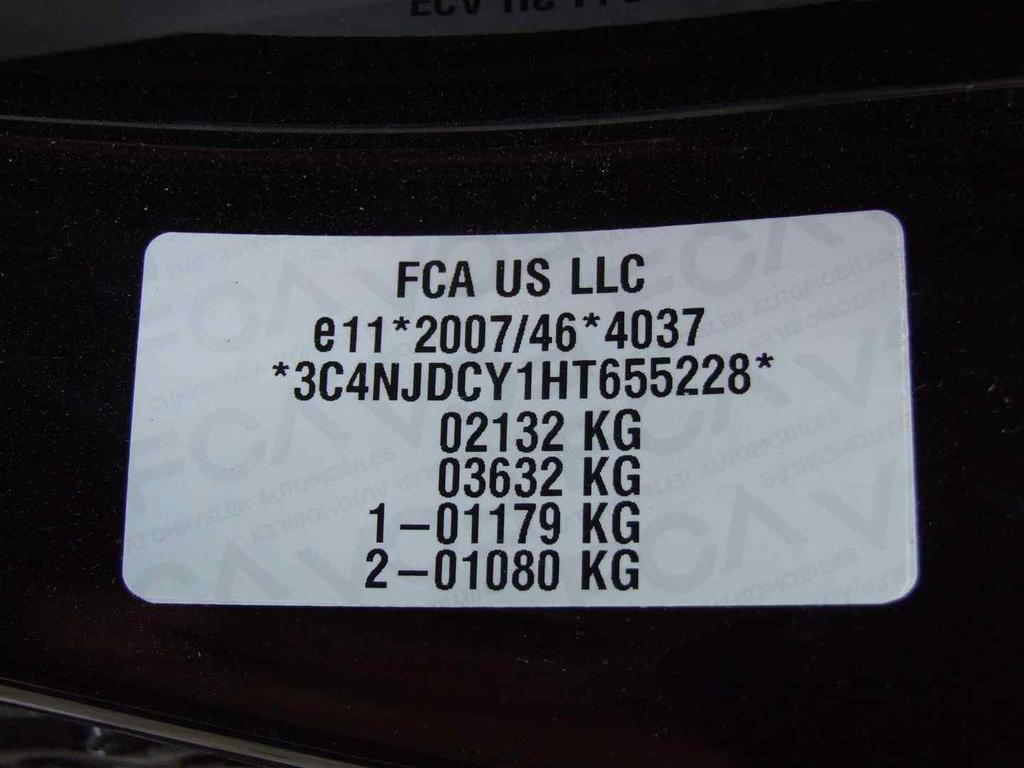 FCA US LLC
e11*2007/46*4037
*3C4NJDCY1HT655228*
02132 KG
03632 KG
1-01179 KG
2-01080 KG